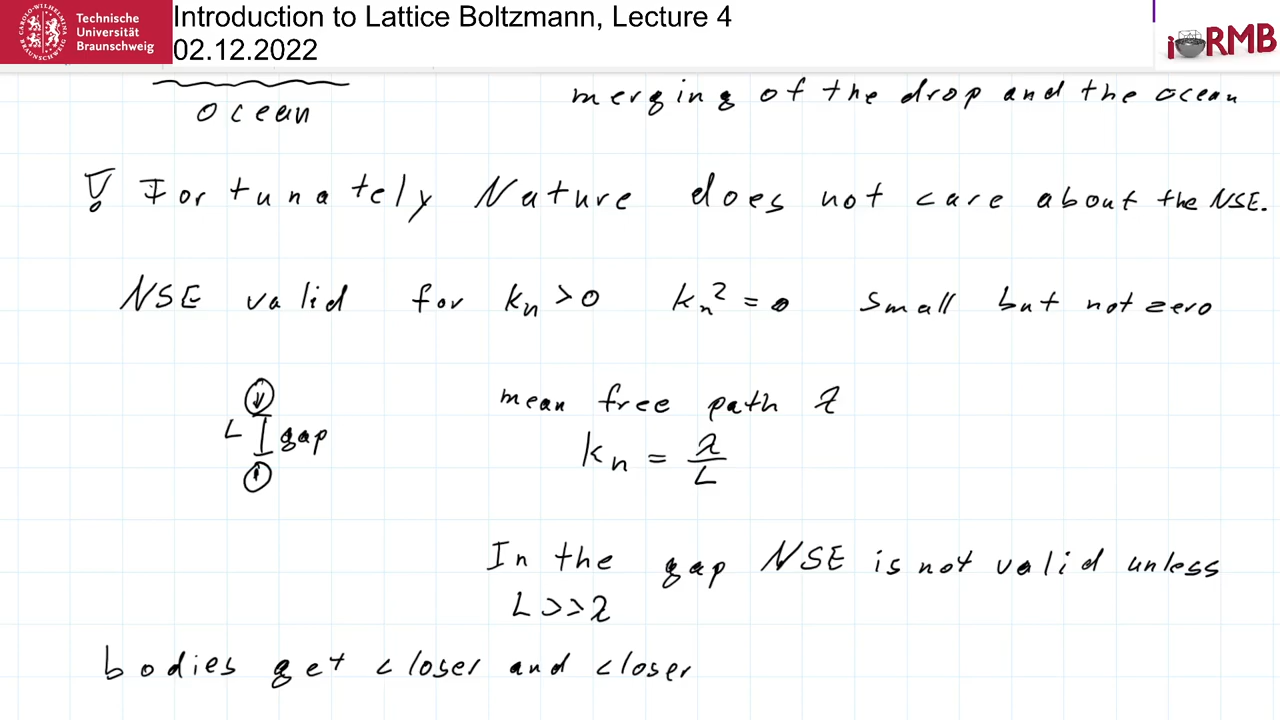 Technische
Universität
Braunschweig
Introduction to Lattice Boltzmann, Lecture 4
02.12.2022
iRMB
ocean
merging of the drop and the ocean
! Fortunately Nature does not care about the NSE.
NSE valid for Kn > 0 Kn² = 0 small but not zero
L gap
mean free path λ
Kn = λ/L
In the gap NSE is not valid unless
L >> λ
bodies get closer and closer